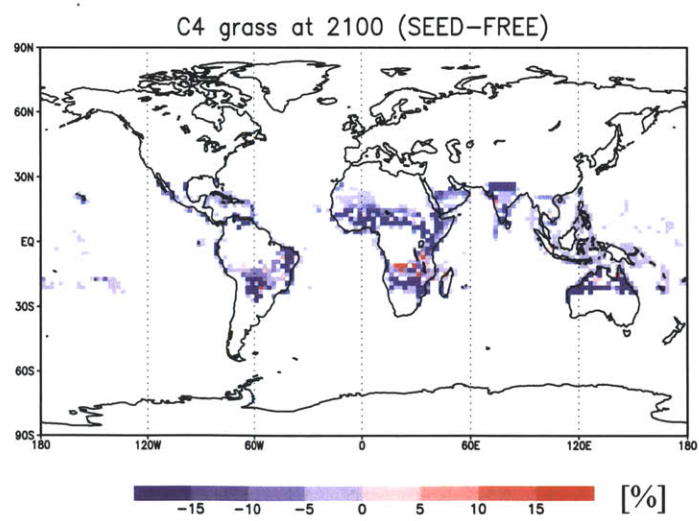 C4 grass at 2100 (SEED-FREE)
90N
60N
30N
EQ
30S
60S
90S
180 120W 60W 0 60E 120E 180
-15 -10 -5 0 5 10 15 [%]